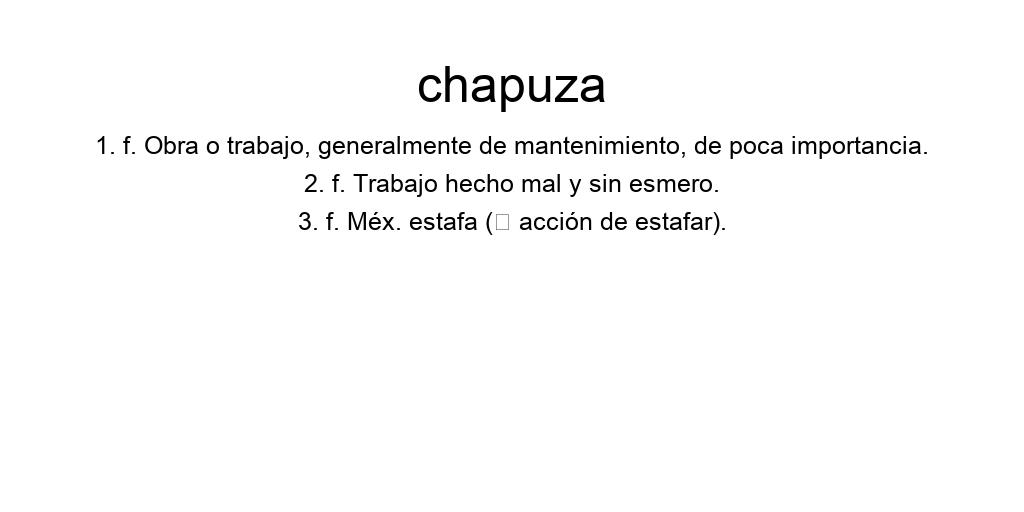 chapuza
1. f. Obra o trabajo, generalmente de mantenimiento, de poca importancia.
2. f. Trabajo hecho mal y sin esmero.
3. f. Méx. estafa (□ acción de estafar).